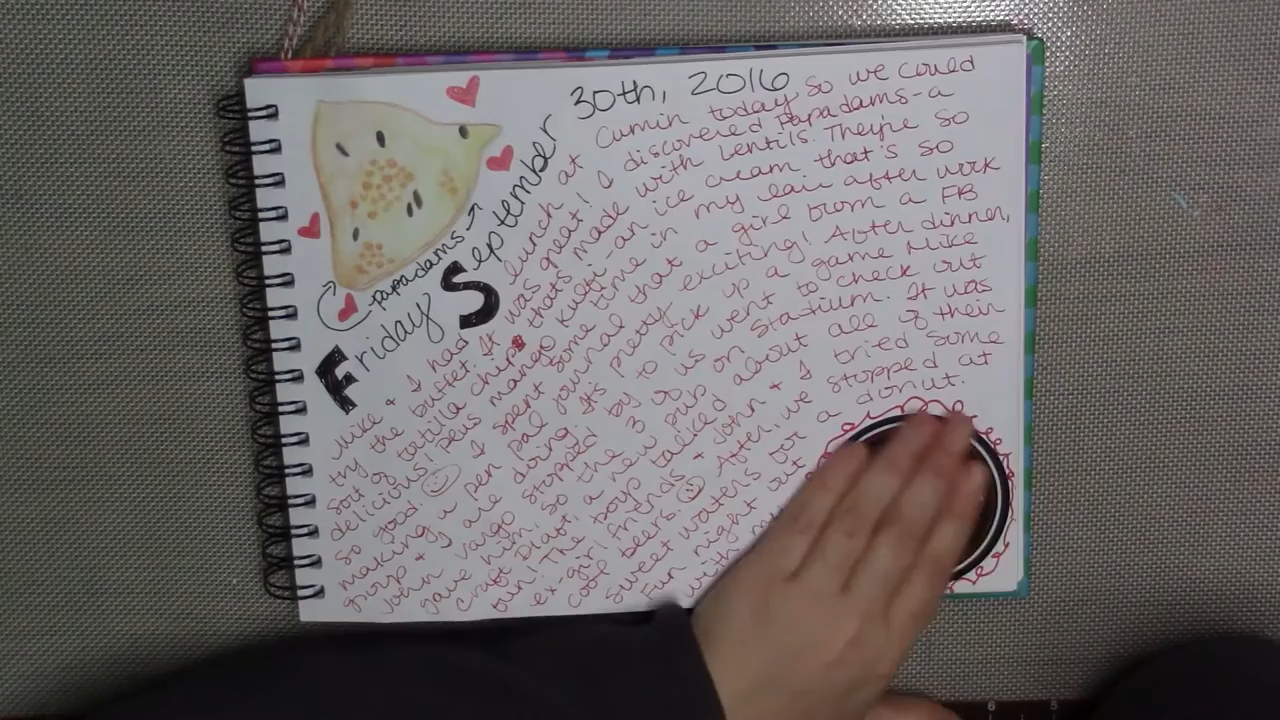 Papadams
Friday September 30th, 2016
Mike + I had lunch at Cumin today so we could
try the buffet. It was great! I discovered Papadams-a
sort of tortilla chip thats made with lentils. They're so
delicious! Plus mango kulfi-an ice cream that's so
so good ☺ I spent some time in my lair after work
making a pen pal journal that a girl from a FB
group + I are doing. It's pretty exciting! After dinner,
John Vargo stopped by to pick up a game Mike
gave him, so the 3 of us went to check out
Craft Draft, a new pub on Stadium. It was
fun! The boys talked about all of their
ex-girlfriends + John + I tried some
beers. ☺ After, we stopped at
Sweet waters for a donut.
Fun night out
with
6 5